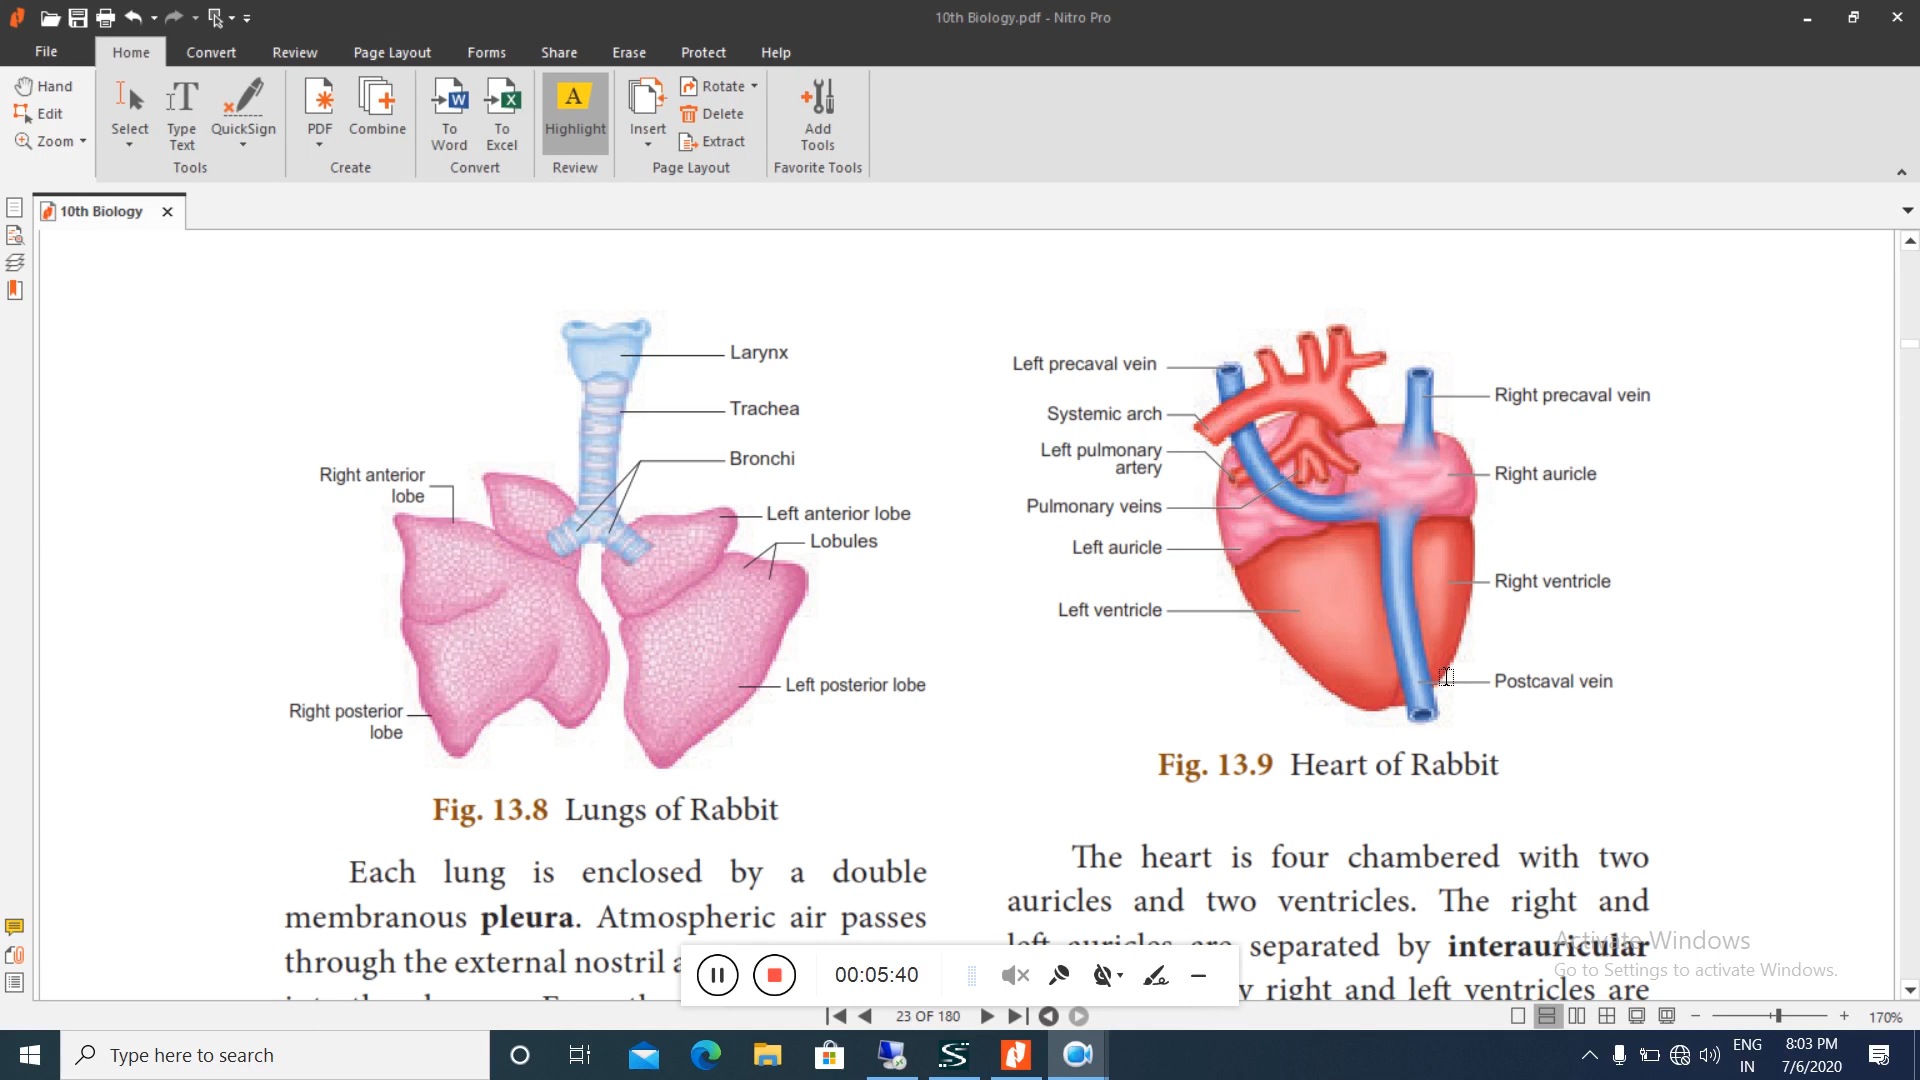 10th Biology.pdf - Nitro Pro
File Home Convert Review Page Layout Forms Share Erase Protect Help
Hand
Edit
Zoom
Select
Type Text
QuickSign
Tools
PDF
Combine
Create
To Word
To Excel
Convert
A
Highlight
Review
Insert
Rotate
Delete
Extract
Page Layout
Add Tools
Favorite Tools
10th Biology
Larynx
Trachea
Bronchi
Right anterior
lobe
Left anterior lobe
Lobules
Left posterior lobe
Right posterior
lobe
Fig. 13.8 Lungs of Rabbit
Each lung is enclosed by a double
membranous pleura. Atmospheric air passes
through the external nostril
Left precaval vein
Systemic arch
Left pulmonary
artery
Pulmonary veins
Left auricle
Left ventricle
Right precaval vein
Right auricle
Right ventricle
Postcaval vein
Fig. 13.9 Heart of Rabbit
The heart is four chambered with two
auricles and two ventricles. The right and
left auricles are separated by interauricular
right and left ventricles are
Activate Windows
Go to Settings to activate Windows.
00:05:40
23 OF 180
170%
Type here to search
ENG
IN
8:03 PM
7/6/2020